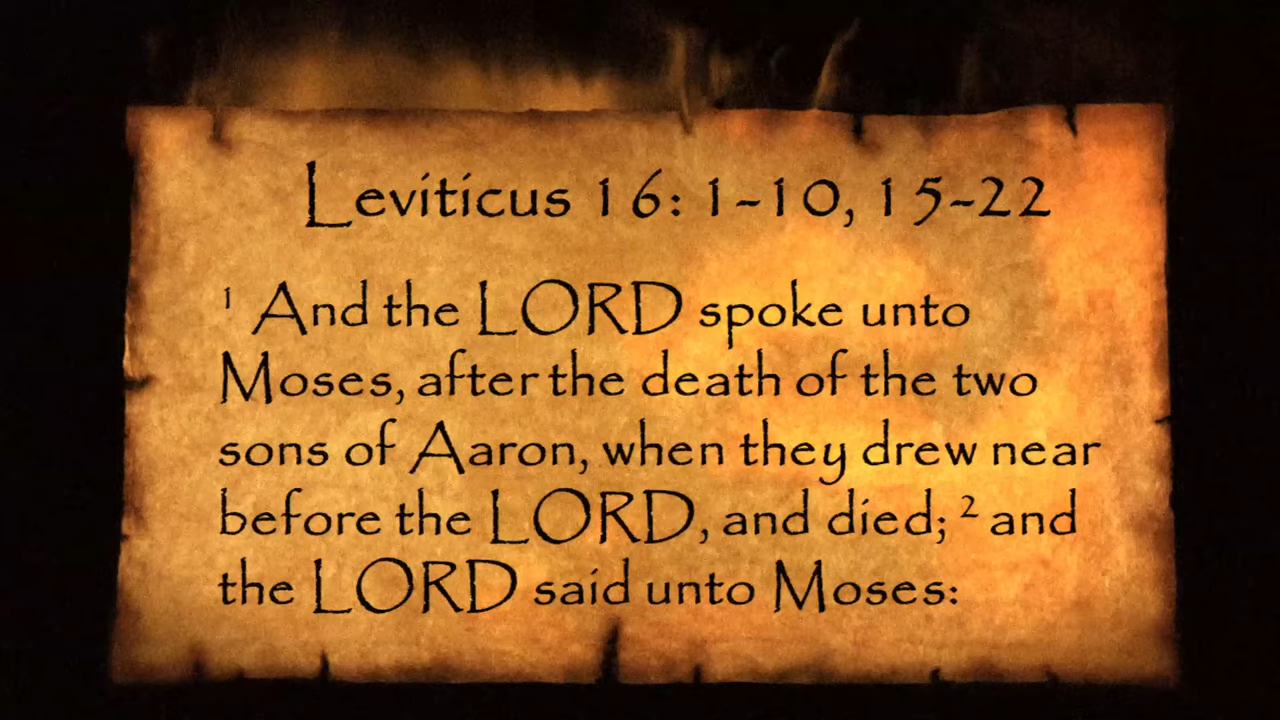 Leviticus 16: 1-10, 15-22
1 And the LORD spoke unto
Moses, after the death of the two
sons of Aaron, when they drew near
before the LORD, and died; 2 and
the LORD said unto Moses: